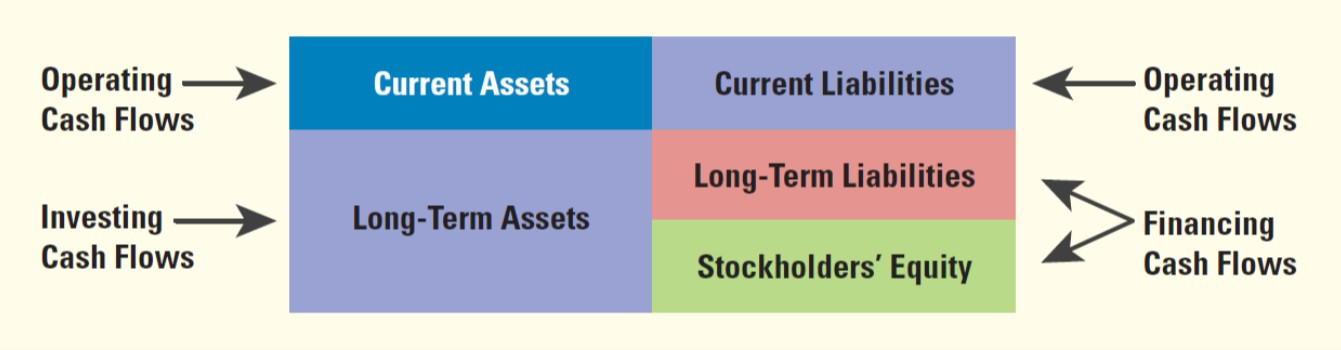 Operating
Cash Flows
Current Assets
Current Liabilities
Operating
Cash Flows
Investing
Cash Flows
Long-Term Assets
Long-Term Liabilities
Stockholders’ Equity
Financing
Cash Flows